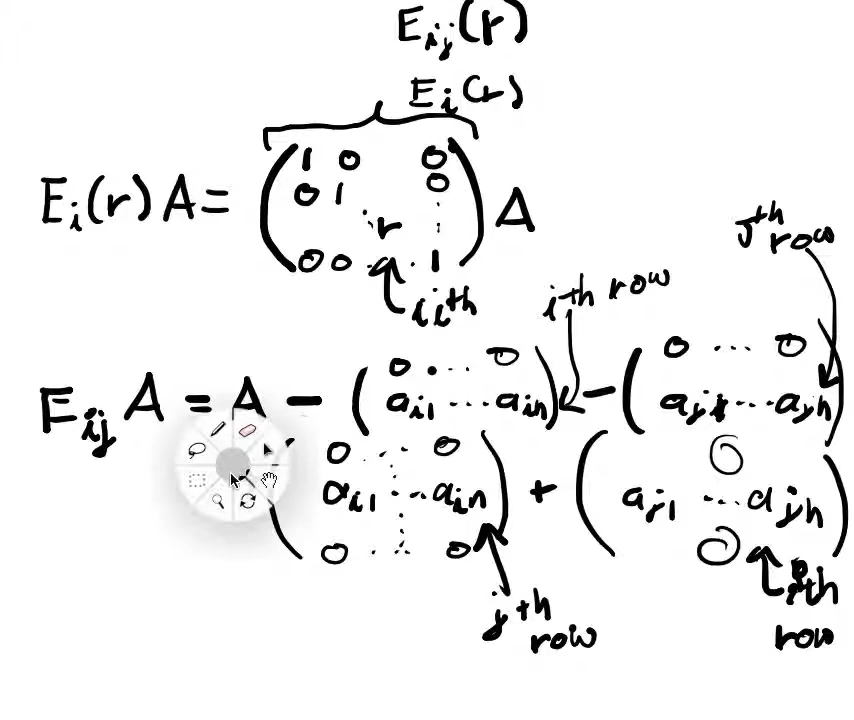 E_ij(r)
E_i(r)
E_i(r) A = ( 1 0 0
0 1 0
⋱ r ⋮
0 0 . . 1 ) A
ii^th
j^th row
i^th row
E_ij A = A - ( 0 ... 0
a_i1 ... a_in ) - ( 0 ... 0
a_j1 ... a_jn )
( 0 ... 0
a_i1 ... a_in
0 ... 0 ) + ( 0
a_j1 ... a_jn
0 )
j^th row
i^th row